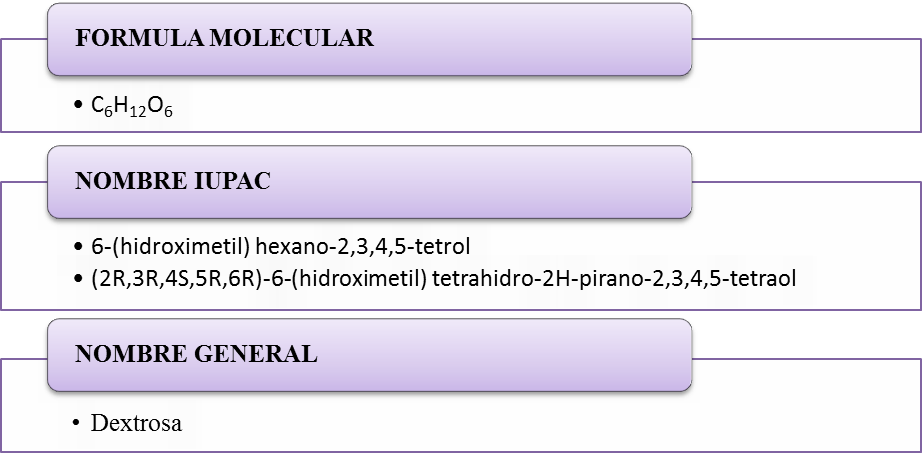 FORMULA MOLECULAR
• C₆H₁₂O₆
NOMBRE IUPAC
• 6-(hidroximetil) hexano-2,3,4,5-tetrol
• (2R,3R,4S,5R,6R)-6-(hidroximetil) tetrahidro-2H-pirano-2,3,4,5-tetraol
NOMBRE GENERAL
• Dextrosa